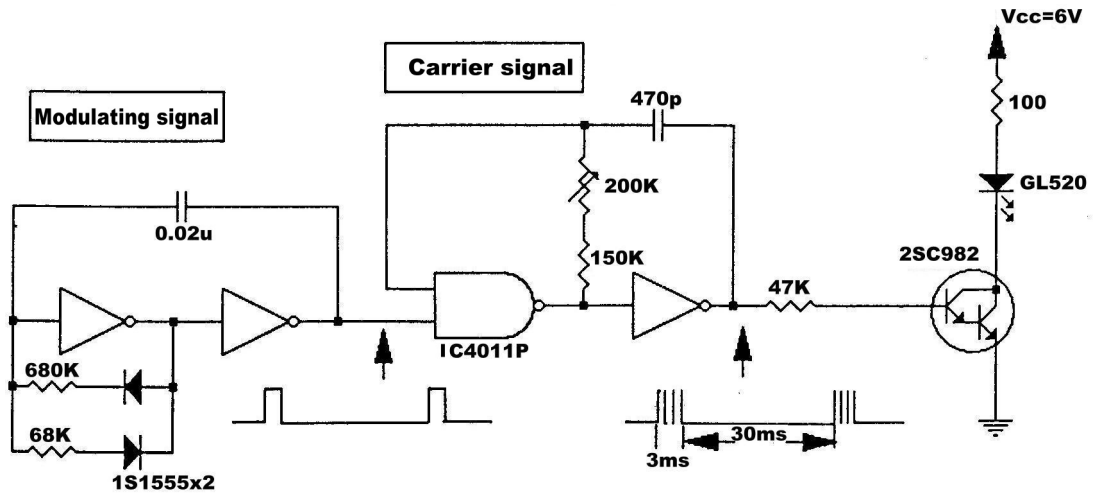 Vcc=6V
Carrier signal
Modulating signal
470p
100
200K
GL520
0.02u
150K
2SC982
47K
IC4011P
680K
68K
30ms
3ms
1S1555x2